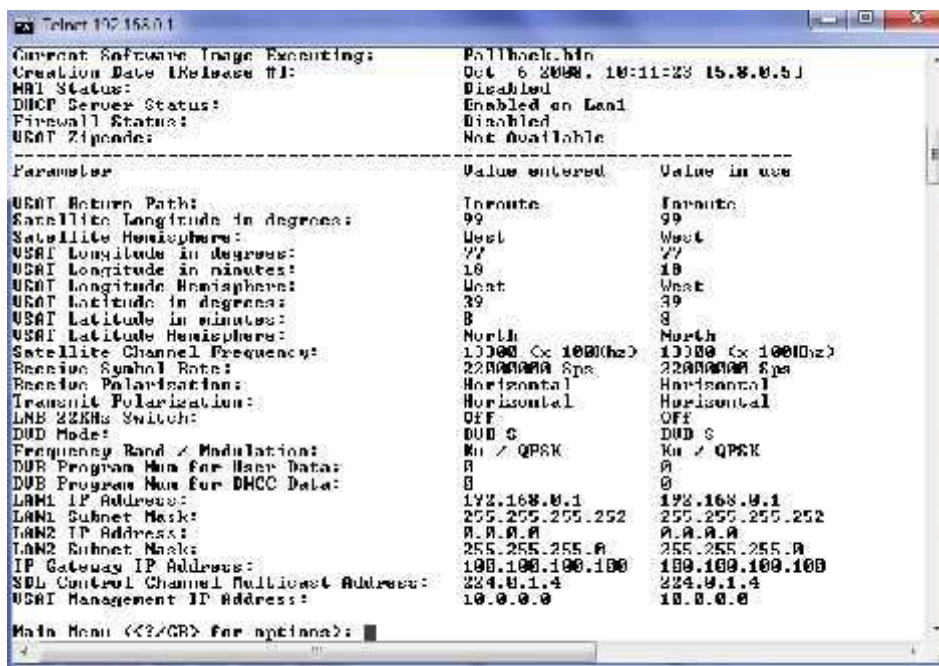 Telnet 192.168.0.1
Current Software Image Executing: Fallback.bin
Creation Date [Release #]: Oct 6 2008, 10:11:23 [5.8.0.5]
NAT Status: Disabled
DHCP Server Status: Enabled on Lan1
Firewall Status: Disabled
VSAT Zipcode: Not Available
Parameter Value entered Value in use
VSAT Return Path: Inroute Inroute
Satellite Longitude in degrees: 99 99
Satellite Hemisphere: West West
VSAT Longitude in degrees: 77 77
VSAT Longitude in minutes: 10 10
VSAT Longitude Hemisphere: West West
VSAT Latitude in degrees: 39 39
VSAT Latitude in minutes: 8 8
VSAT Latitude Hemisphere: North North
Satellite Channel Frequency: (x 100Khz) (x 100Khz)
Receive Symbol Rate: Sps Sps
Receive Polarization: Horizontal Horizontal
Transmit Polarization: Horizontal Horizontal
LNB 22KHz Switch: Off Off
DVB Mode: DVB S DVB S
Frequency Band / Modulation: Ku / QPSK Ku / QPSK
DVB Program Num for User Data: 0 0
DVB Program Num for DNCC Data: 0 0
LAN1 IP Address: 192.168.0.1 192.168.0.1
LAN1 Subnet Mask: 255.255.255.252 255.255.255.252
LAN2 IP Address: 0.0.0.0 0.0.0.0
LAN2 Subnet Mask: 255.255.255.0 255.255.255.0
IP Gateway IP Address: 100.100.100.100 100.100.100.100
SDL Control Channel Multicast Address: 224.0.1.4 224.0.1.4
VSAT Management IP Address: 10.0.0.0 10.0.0.0
Main Menu (<?/CR> for options):